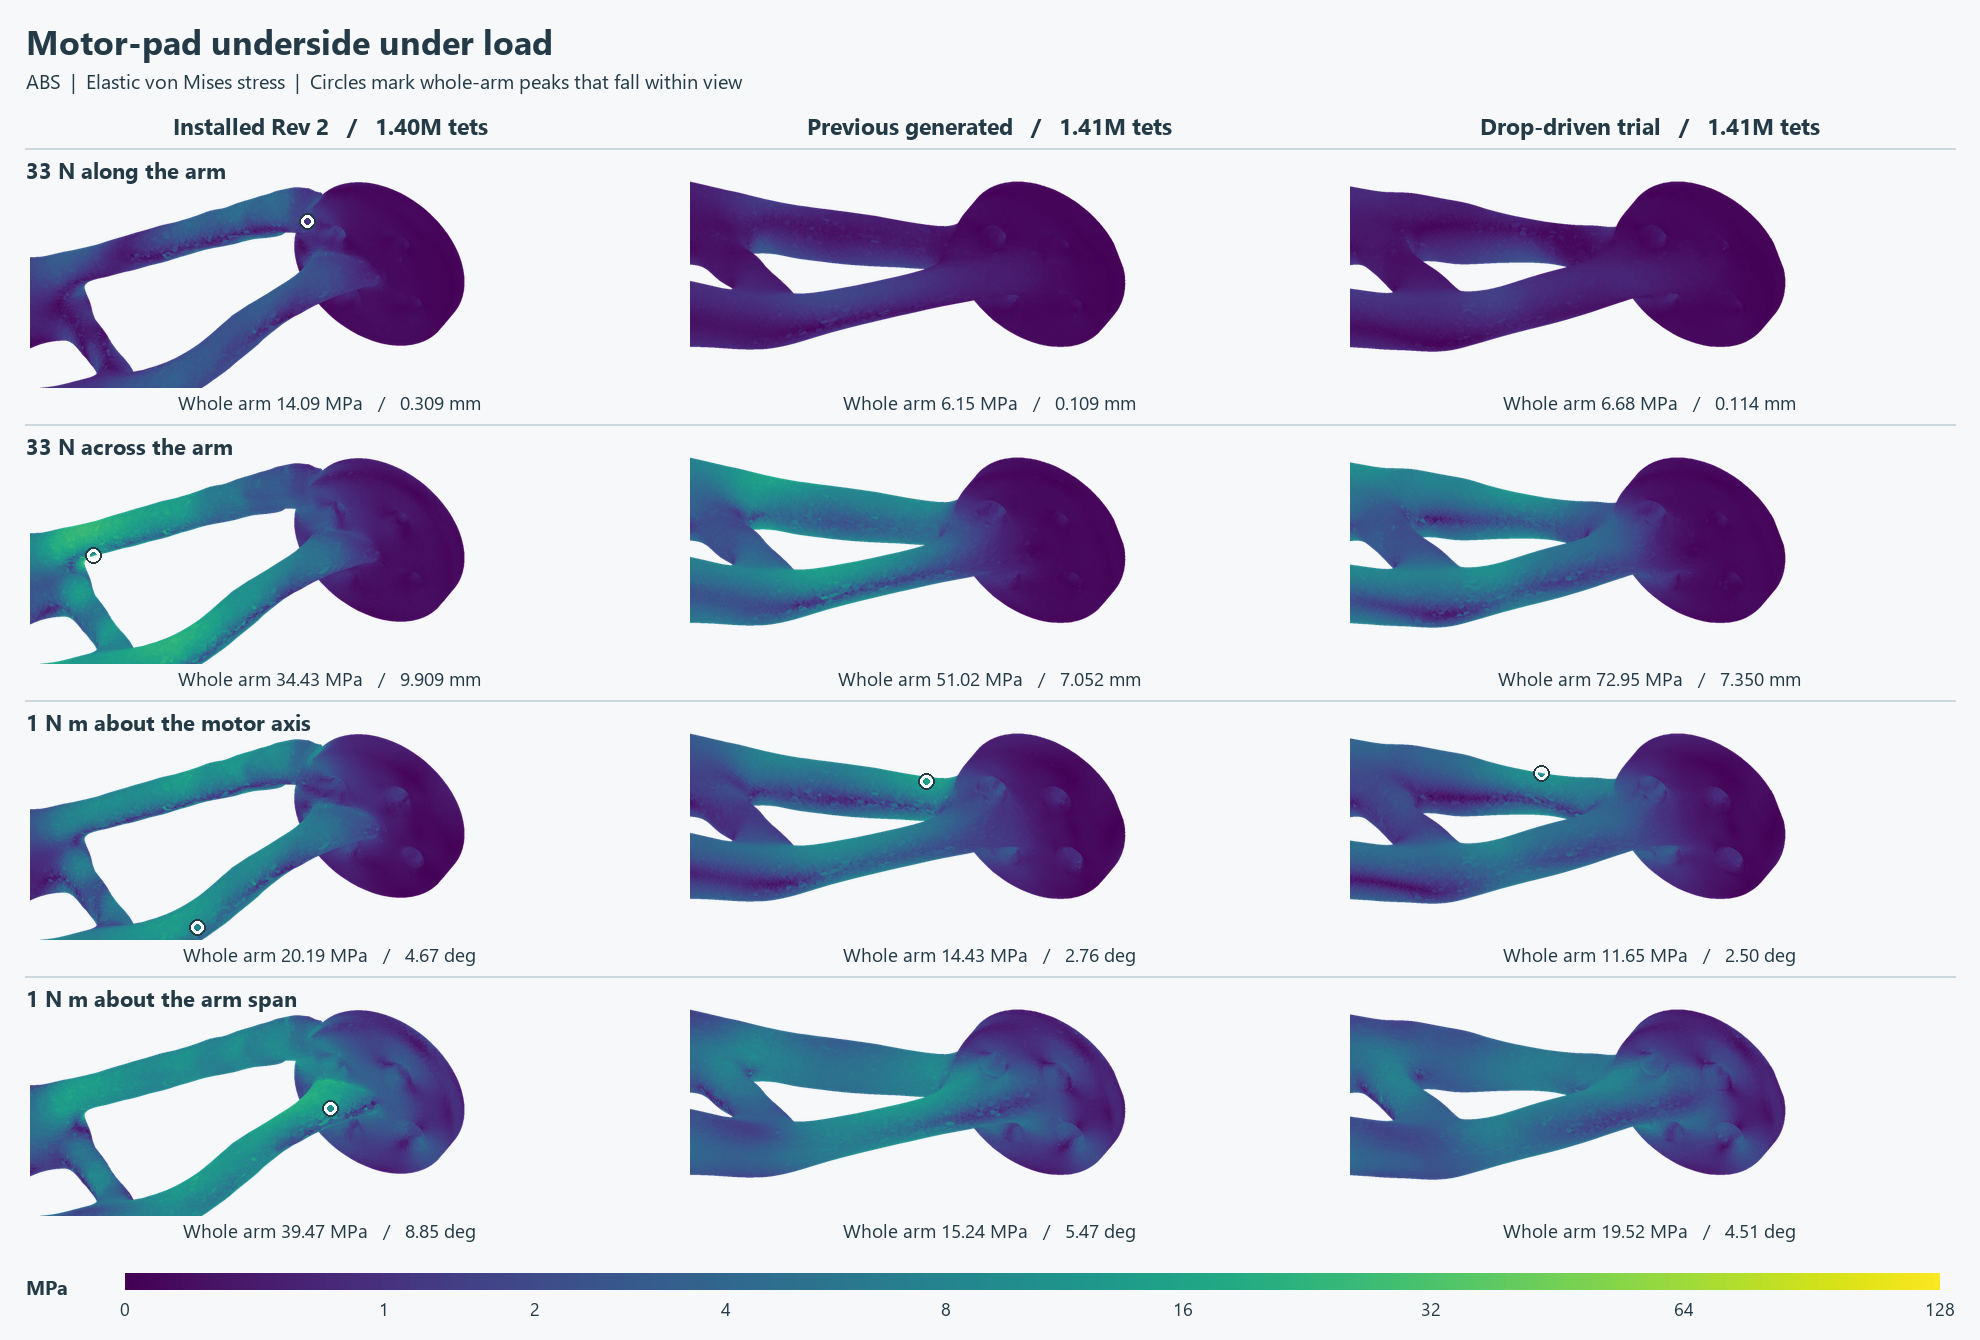 Motor-pad underside under load
ABS | Elastic von Mises stress | Circles mark whole-arm peaks that fall within view
Installed Rev 2 / 1.40M tets
Previous generated / 1.41M tets
Drop-driven trial / 1.41M tets
33 N along the arm
Whole arm 14.09 MPa / 0.309 mm
Whole arm 6.15 MPa / 0.109 mm
Whole arm 6.68 MPa / 0.114 mm
33 N across the arm
Whole arm 34.43 MPa / 9.909 mm
Whole arm 51.02 MPa / 7.052 mm
Whole arm 72.95 MPa / 7.350 mm
1 N m about the motor axis
Whole arm 20.19 MPa / 4.67 deg
Whole arm 14.43 MPa / 2.76 deg
Whole arm 11.65 MPa / 2.50 deg
1 N m about the arm span
Whole arm 39.47 MPa / 8.85 deg
Whole arm 15.24 MPa / 5.47 deg
Whole arm 19.52 MPa / 4.51 deg
MPa
0 1 2 4 8 16 32 64 128